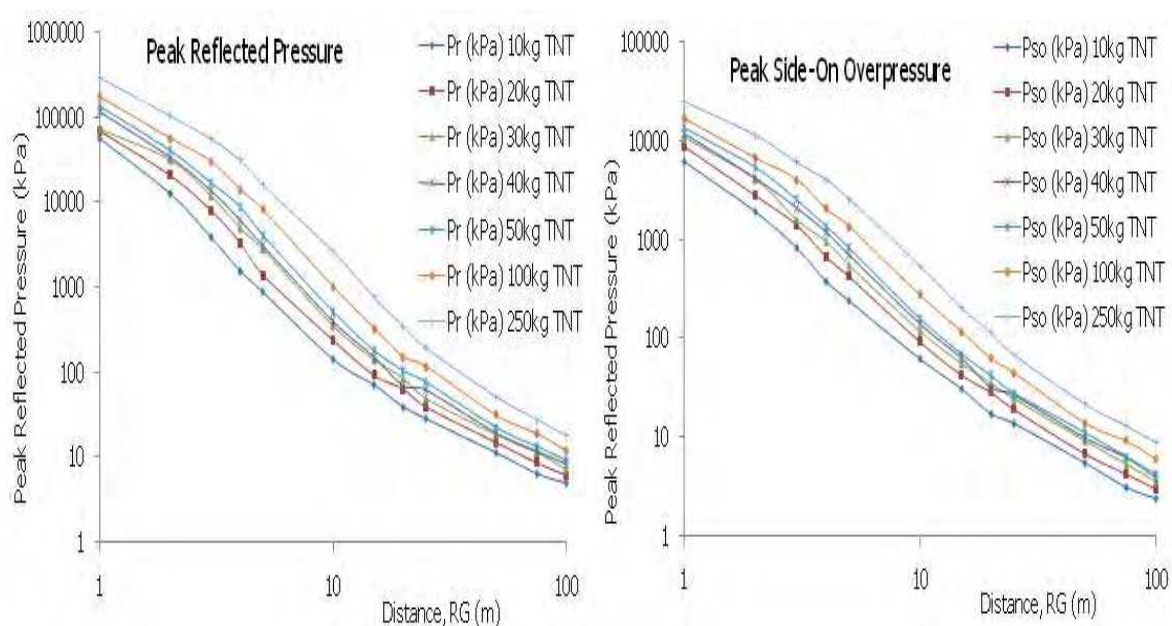 Peak Reflected Pressure
Peak Reflected Pressure (kPa)
1000000
100000
10000
1000
100
10
1
1
10
100
Distance, RG (m)
Pr (kPa) 10kg TNT
Pr (kPa) 20kg TNT
Pr (kPa) 30kg TNT
Pr (kPa) 40kg TNT
Pr (kPa) 50kg TNT
Pr (kPa) 100kg TNT
Pr (kPa) 250kg TNT
Peak Side-On Overpressure
Peak Reflected Pressure (kPa)
100000
10000
1000
100
10
1
1
10
100
Distance, RG (m)
Pso (kPa) 10kg TNT
Pso (kPa) 20kg TNT
Pso (kPa) 30kg TNT
Pso (kPa) 40kg TNT
Pso (kPa) 50kg TNT
Pso (kPa) 100kg TNT
Pso (kPa) 250kg TNT